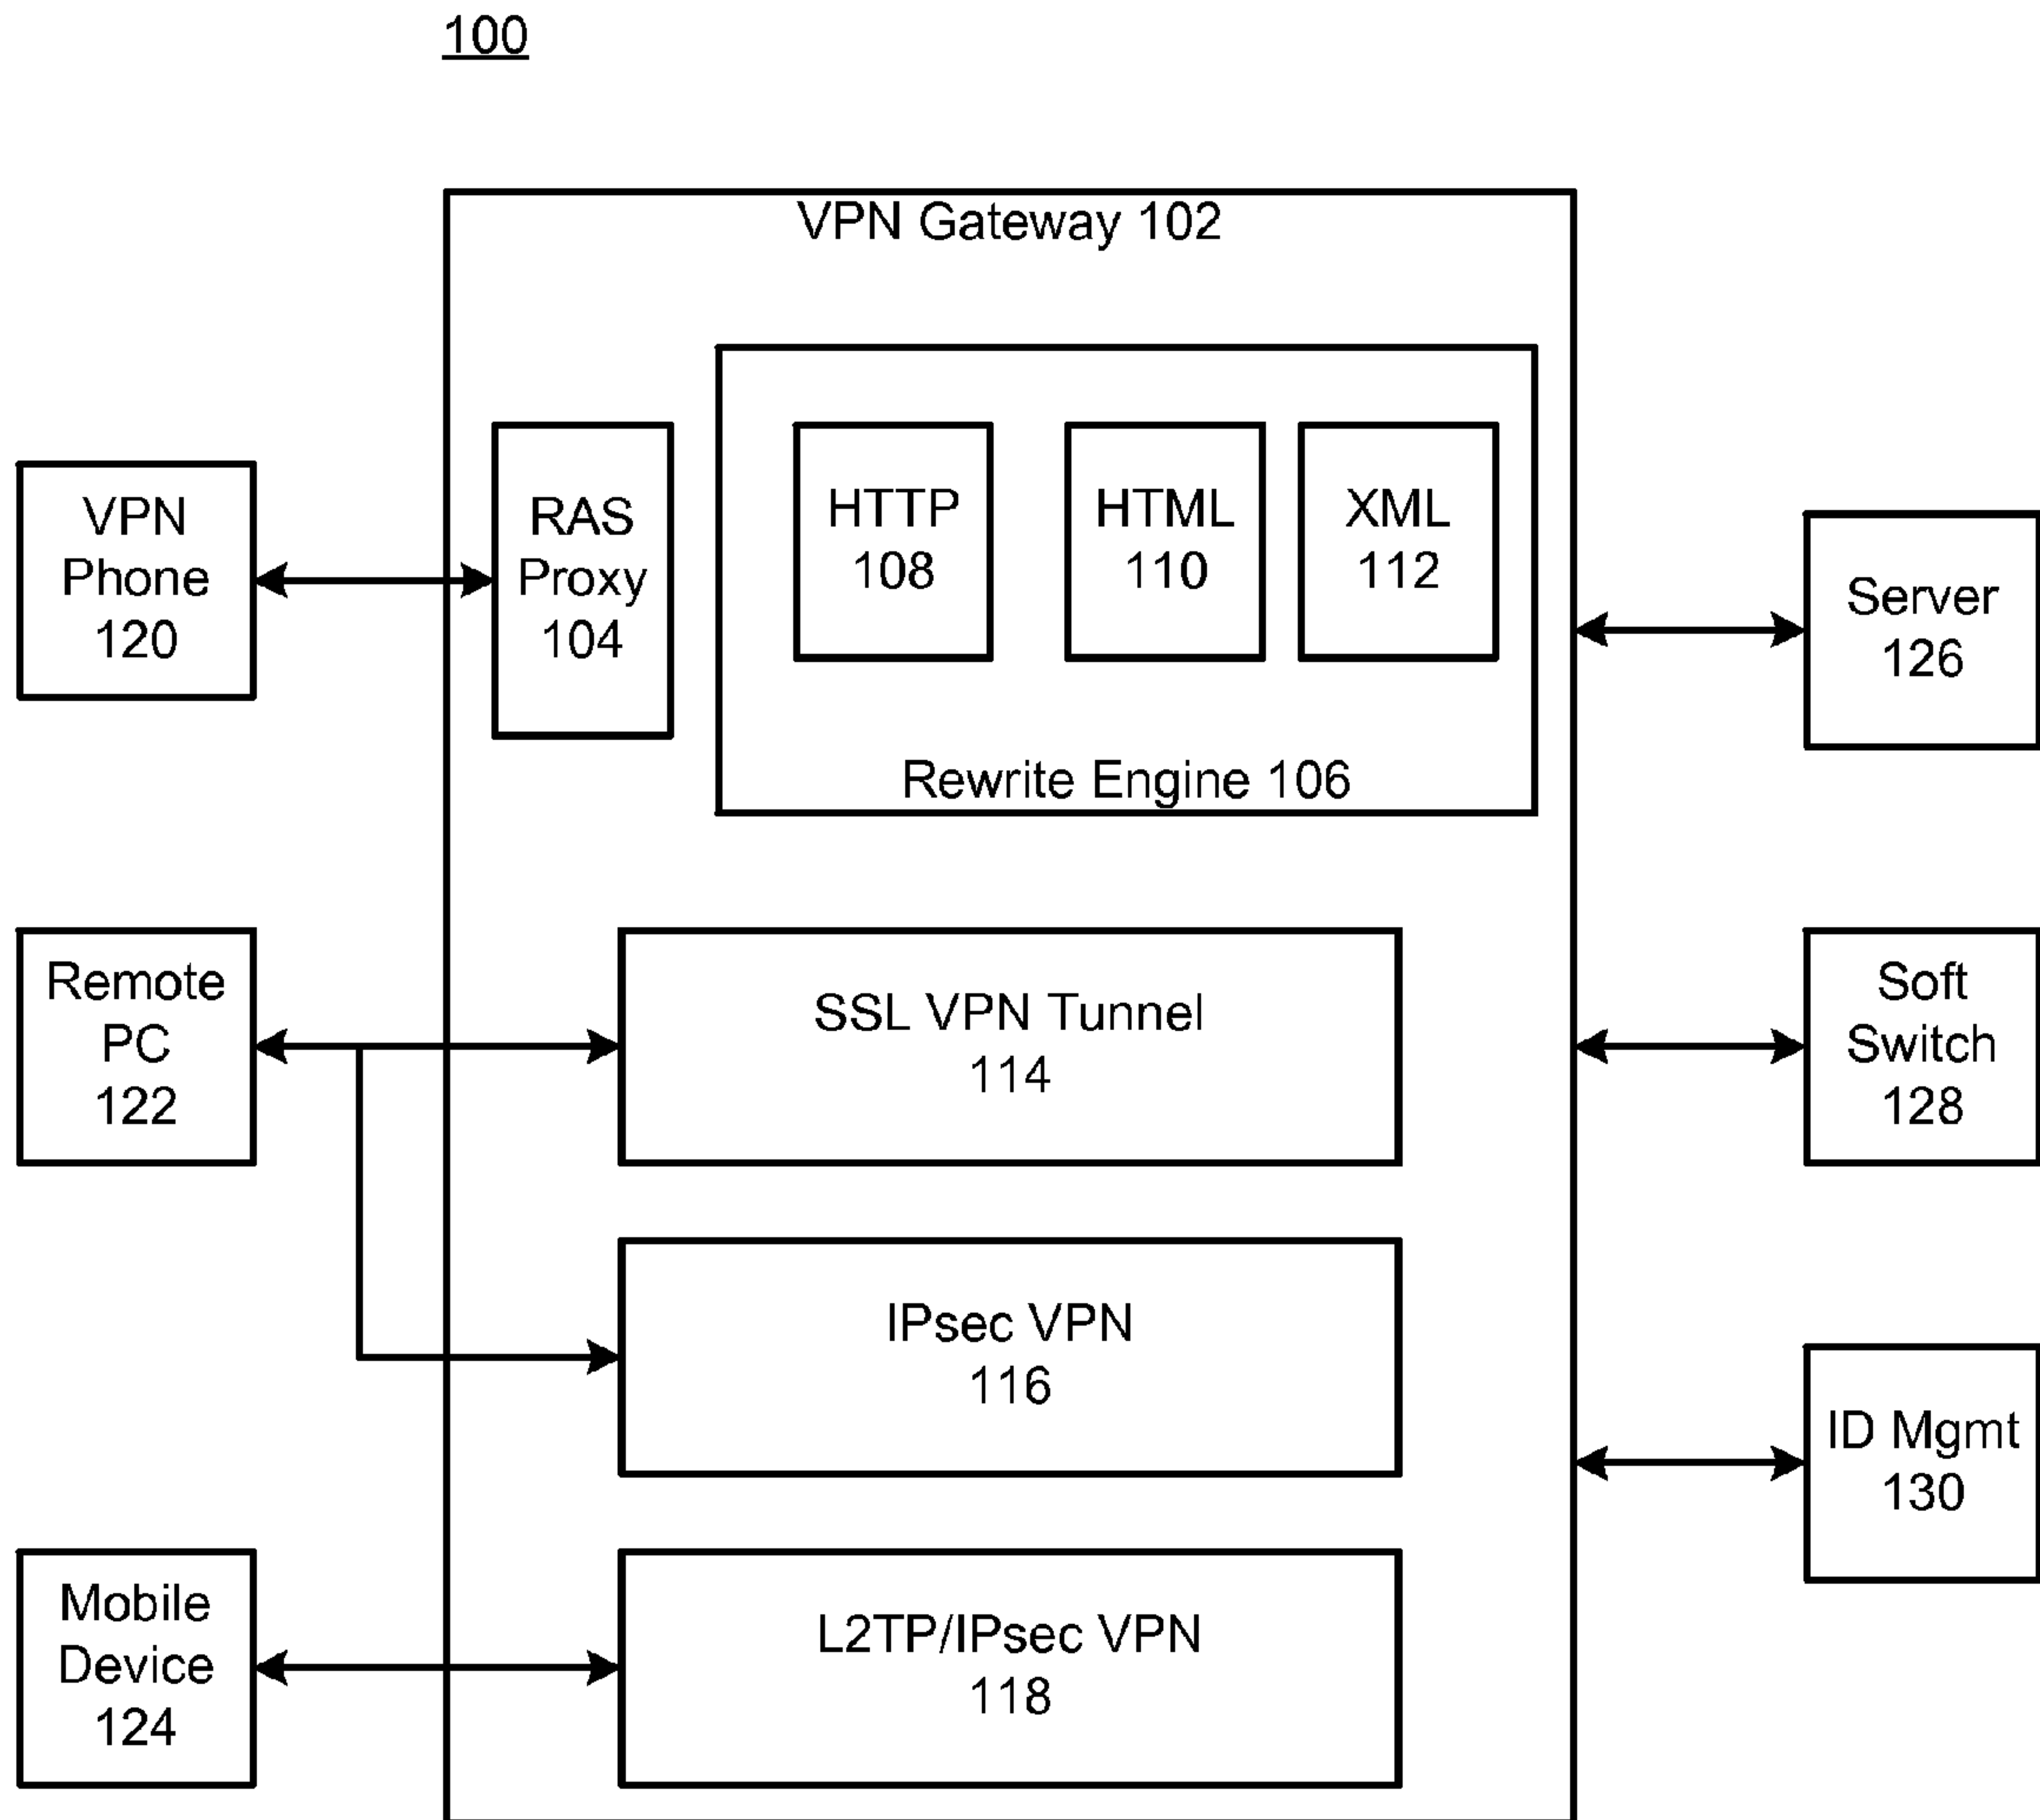 100
VPN Gateway 102
VPN
Phone
120
RAS
Proxy
104
HTTP
108
HTML
110
XML
112
Rewrite Engine 106
Server
126
Remote
PC
122
SSL VPN Tunnel
114
Soft
Switch
128
IPsec VPN
116
ID Mgmt
130
Mobile
Device
124
L2TP/IPsec VPN
118